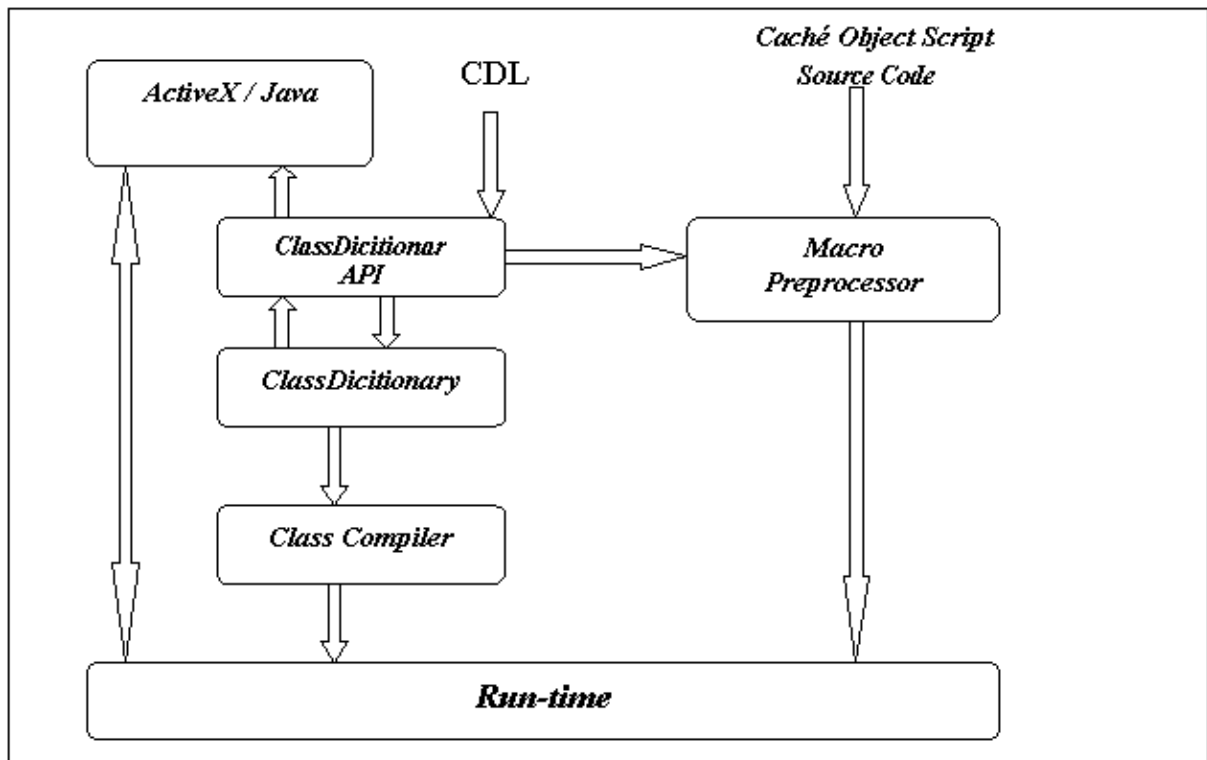 Caché Object Script
Source Code
ActiveX / Java
CDL
ClassDicitionar
API
Macro
Preprocessor
ClassDicitionary
Class Compiler
Run-time